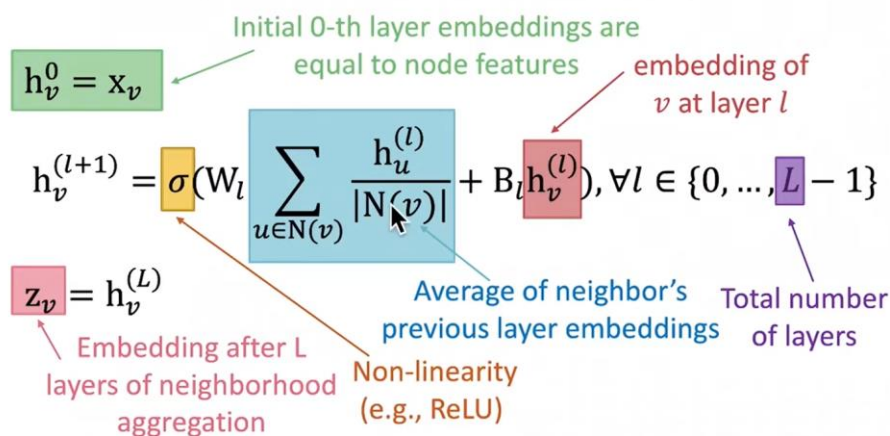 Initial 0-th layer embeddings are
equal to node features
h_v^0 = x_v
embedding of
v at layer l
h_v^{(l+1)} = σ(W_l ∑_{u∈N(v)} h_u^{(l)} / |N(v)| + B_l h_v^{(l)}), ∀l ∈ {0, ..., L − 1}
z_v = h_v^{(L)}
Average of neighbor's
previous layer embeddings
Total number
of layers
Embedding after L
layers of neighborhood
aggregation
Non-linearity
(e.g., ReLU)